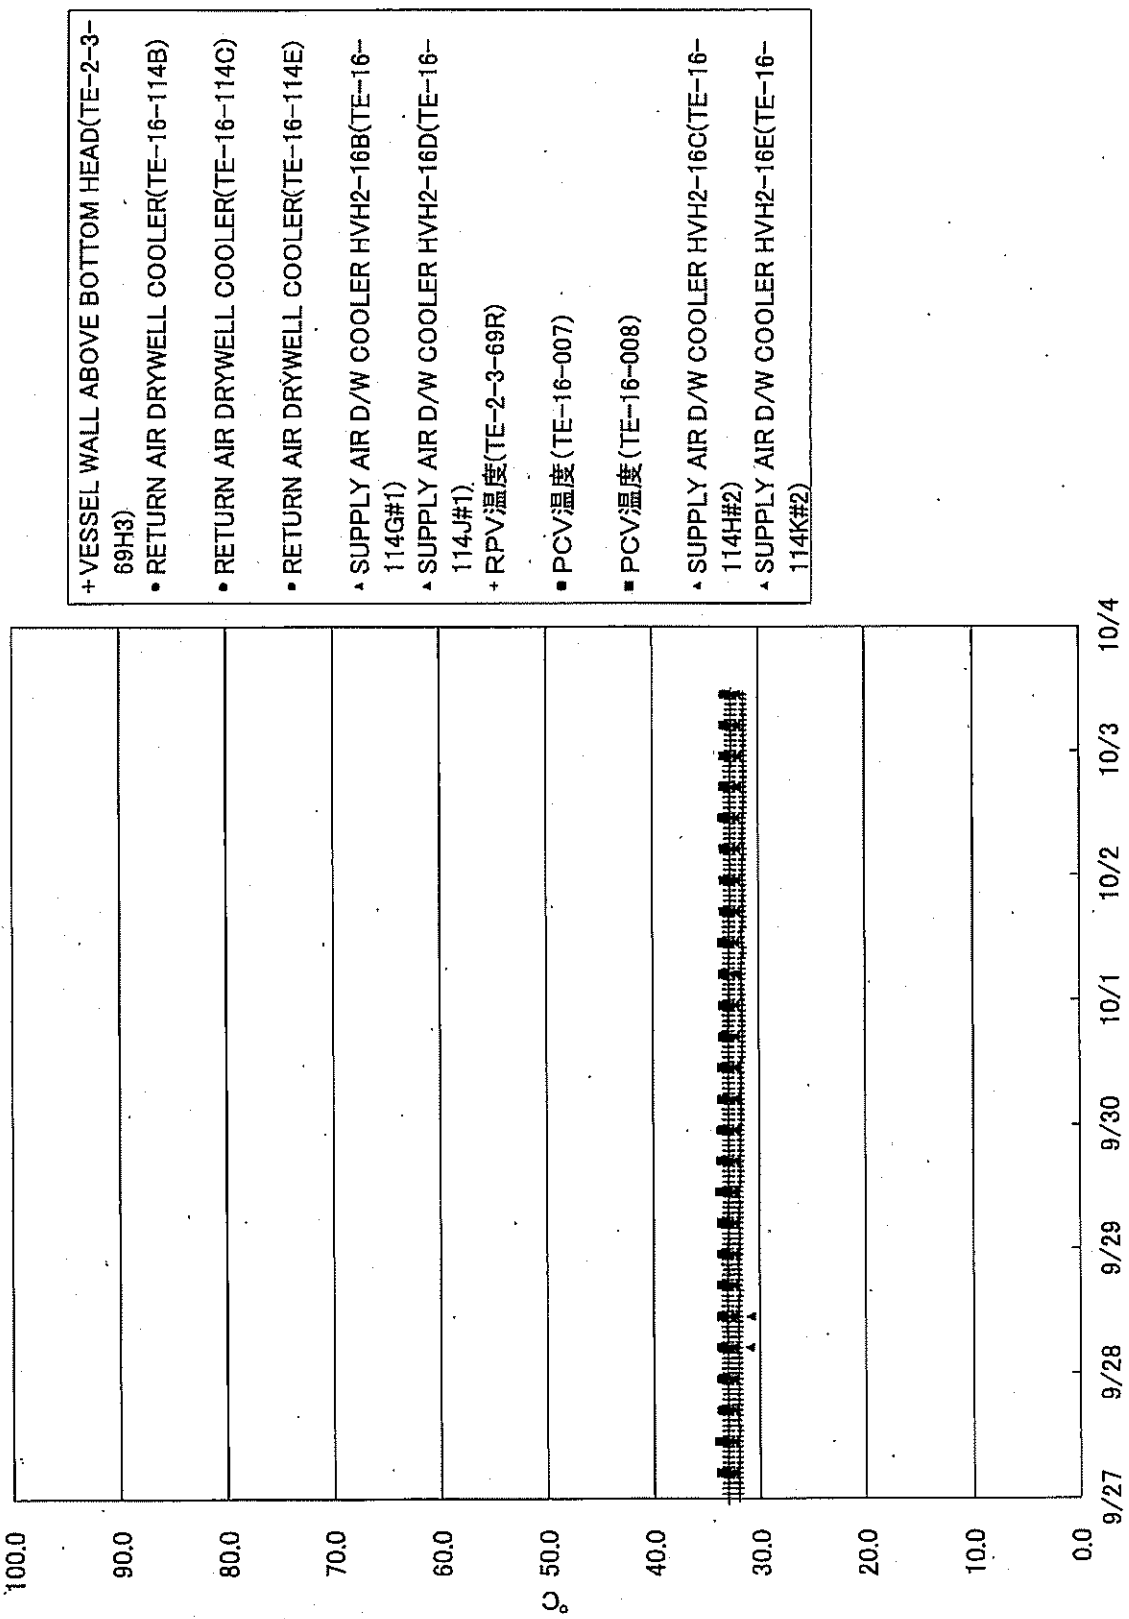 100.0
90.0
80.0
70.0
60.0
50.0
40.0
30.0
20.0
10.0
0.0
℃
9/27
9/28
9/29
9/30
10/1
10/2
10/3
10/4
+VESSEL WALL ABOVE BOTTOM HEAD(TE-2-3-
69H3)
• RETURN AIR DRYWELL COOLER(TE-16-114B)
• RETURN AIR DRYWELL COOLER(TE-16-114C)
• RETURN AIR DRYWELL COOLER(TE-16-114E)
▲ SUPPLY AIR D/W COOLER HVH2-16B(TE-16-
114G#1)
▲ SUPPLY AIR D/W COOLER HVH2-16D(TE-16-
114J#1)
+ RPV温度(TE-2-3-69R)
■ PCV温度(TE-16-007)
■ PCV温度(TE-16-008)
▲ SUPPLY AIR D/W COOLER HVH2-16C(TE-16-
114H#2)
▲ SUPPLY AIR D/W COOLER HVH2-16E(TE-16-
114K#2)